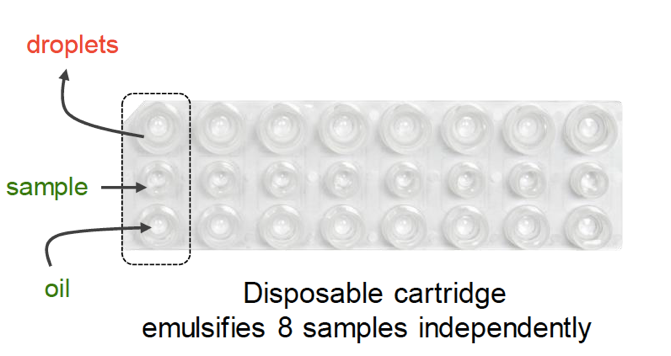 droplets
sample
oil
Disposable cartridge
emulsifies 8 samples independently